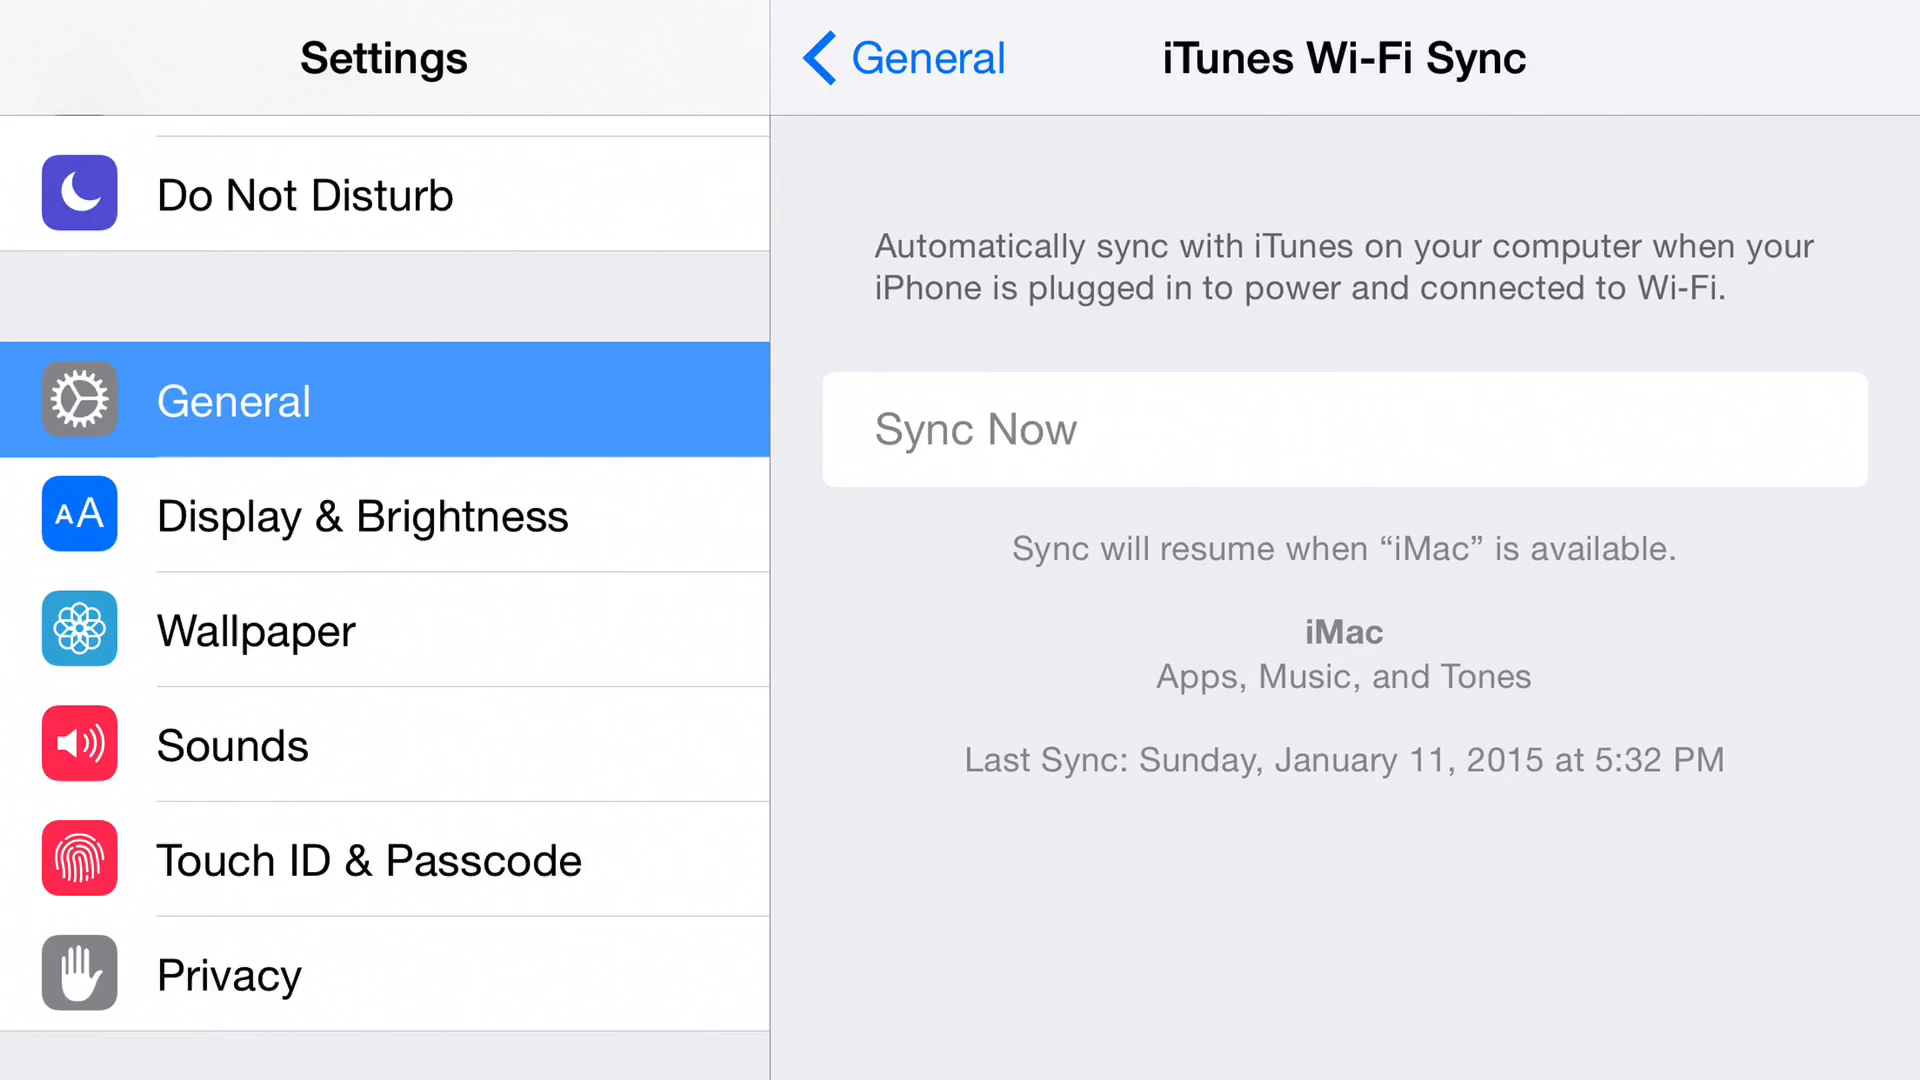 Settings
Do Not Disturb
General
AA Display & Brightness
Wallpaper
Sounds
Touch ID & Passcode
Privacy
General
iTunes Wi-Fi Sync
Automatically sync with iTunes on your computer when your
iPhone is plugged in to power and connected to Wi-Fi.
Sync Now
Sync will resume when “iMac” is available.
iMac
Apps, Music, and Tones
Last Sync: Sunday, January 11, 2015 at 5:32 PM